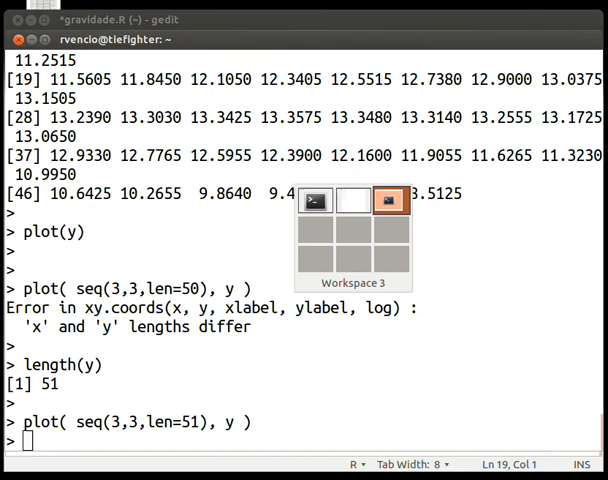 *gravidade.R (~) - gedit
rvencio@tiefighter: ~
11.2515
[19] 11.5605 11.8450 12.1050 12.3405 12.5515 12.7380 12.9000 13.0375
13.1505
[28] 13.2390 13.3030 13.3425 13.3575 13.3480 13.3140 13.2555 13.1725
13.0650
[37] 12.9330 12.7765 12.5955 12.3900 12.1600 11.9055 11.6265 11.3230
10.9950
[46] 10.6425 10.2655 9.8640 9.4 3.5125
>
> plot(y)
>
>
> plot( seq(3,3,len=50), y )
Error in xy.coords(x, y, xlabel, ylabel, log) :
'x' and 'y' lengths differ
>
> length(y)
[1] 51
>
> plot( seq(3,3,len=51), y )
>
Workspace 3
R Tab Width: 8 Ln 19, Col 1 INS